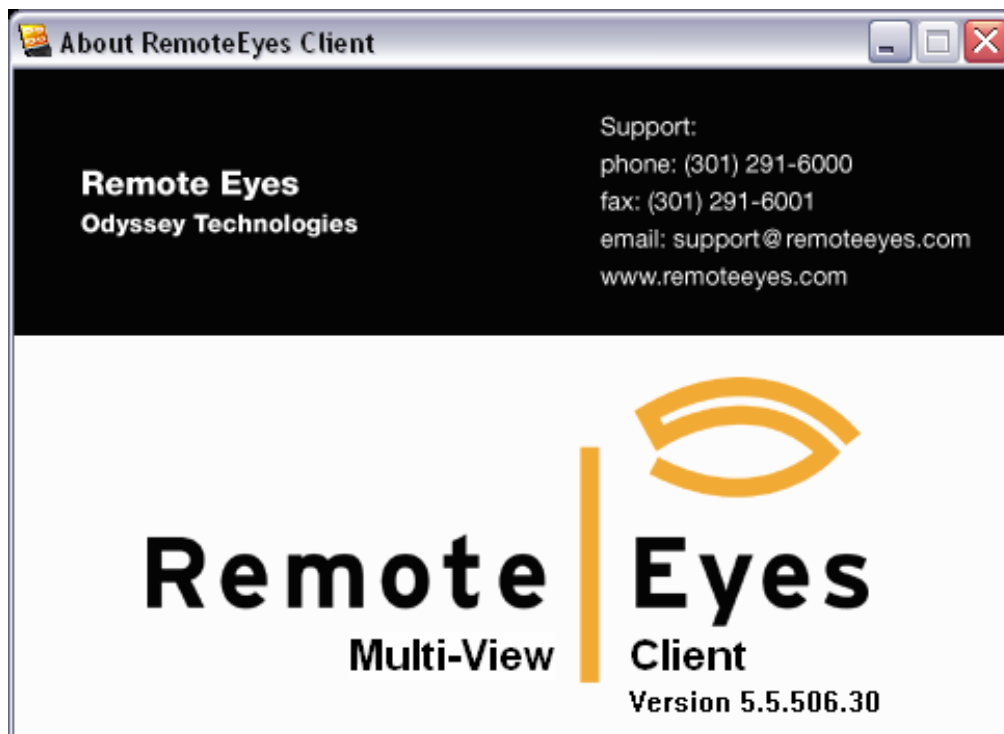 About RemoteEyes Client
Remote Eyes
Odyssey Technologies
Support:
phone: (301) 291-6000
fax: (301) 291-6001
email: support@remoteeyes.com
www.remoteeyes.com
Remote Eyes
Multi-View Client
Version 5.5.506.30